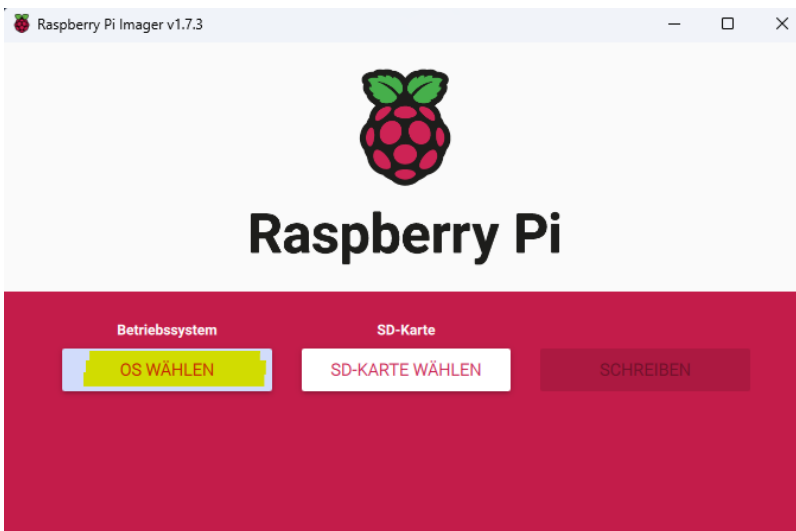 Raspberry Pi Imager v1.7.3
Raspberry Pi
Betriebssystem
SD-Karte
OS WÄHLEN
SD-KARTE WÄHLEN
SCHREIBEN